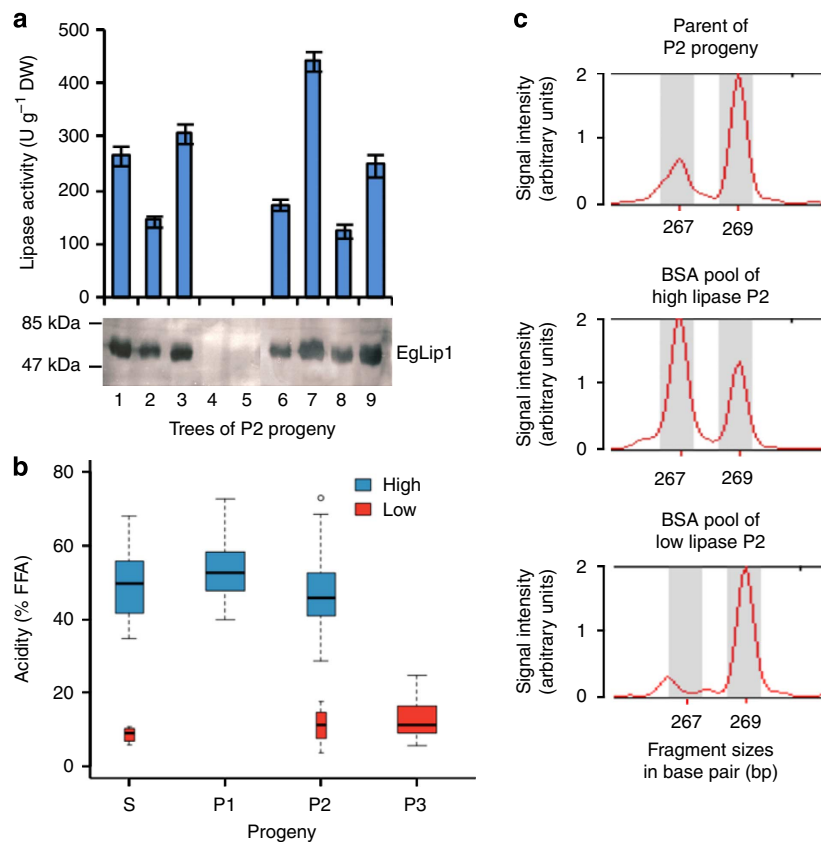 a
500
400
300
200
100
0
Lipase activity (U g⁻¹ DW)
85 kDa
47 kDa
EgLip1
1 2 3 4 5 6 7 8 9
Trees of P2 progeny
b
80
60
40
20
0
Acidity (% FFA)
High
Low
S P1 P2 P3
Progeny
c
Parent of
P2 progeny
Signal intensity
(arbitrary units)
2
1
0
267 269
BSA pool of
high lipase P2
Signal intensity
(arbitrary units)
2
1
0
267 269
BSA pool of
low lipase P2
Signal intensity
(arbitrary units)
2
1
0
267 269
Fragment sizes
in base pair (bp)